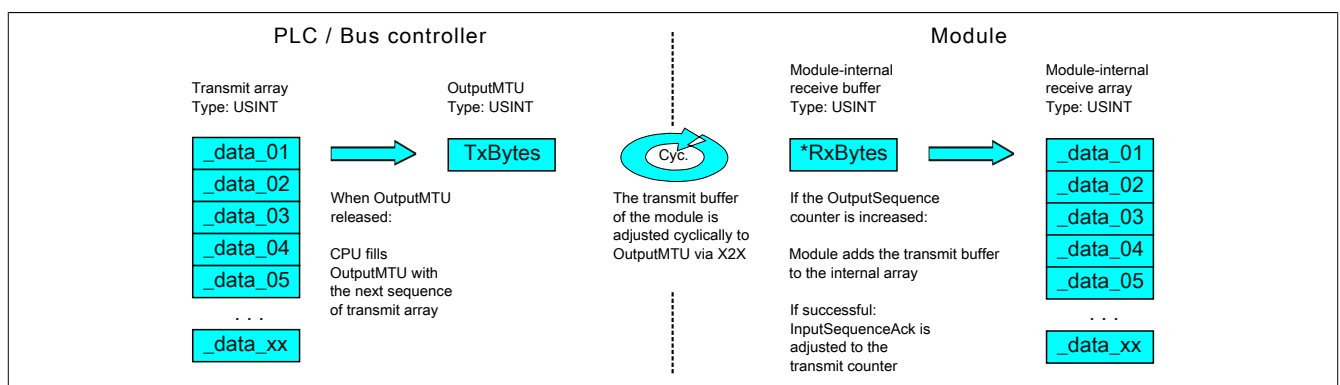 PLC / Bus controller
Module
Transmit array
Type: USINT
OutputMTU
Type: USINT
Module-internal
receive buffer
Type: USINT
Module-internal
receive array
Type: USINT
_data_01
_data_02
_data_03
_data_04
_data_05
. . .
_data_xx
When OutputMTU
released:
CPU fills
OutputMTU with
the next sequence
of transmit array
TxBytes
Cyc.
The transmit buffer
of the module is
adjusted cyclically to
OutputMTU via X2X
*RxBytes
If the OutputSequence
counter is increased:
Module adds the transmit buffer
to the internal array
If successful:
InputSequenceAck is
adjusted to the
transmit counter
_data_01
_data_02
_data_03
_data_04
_data_05
. . .
_data_xx